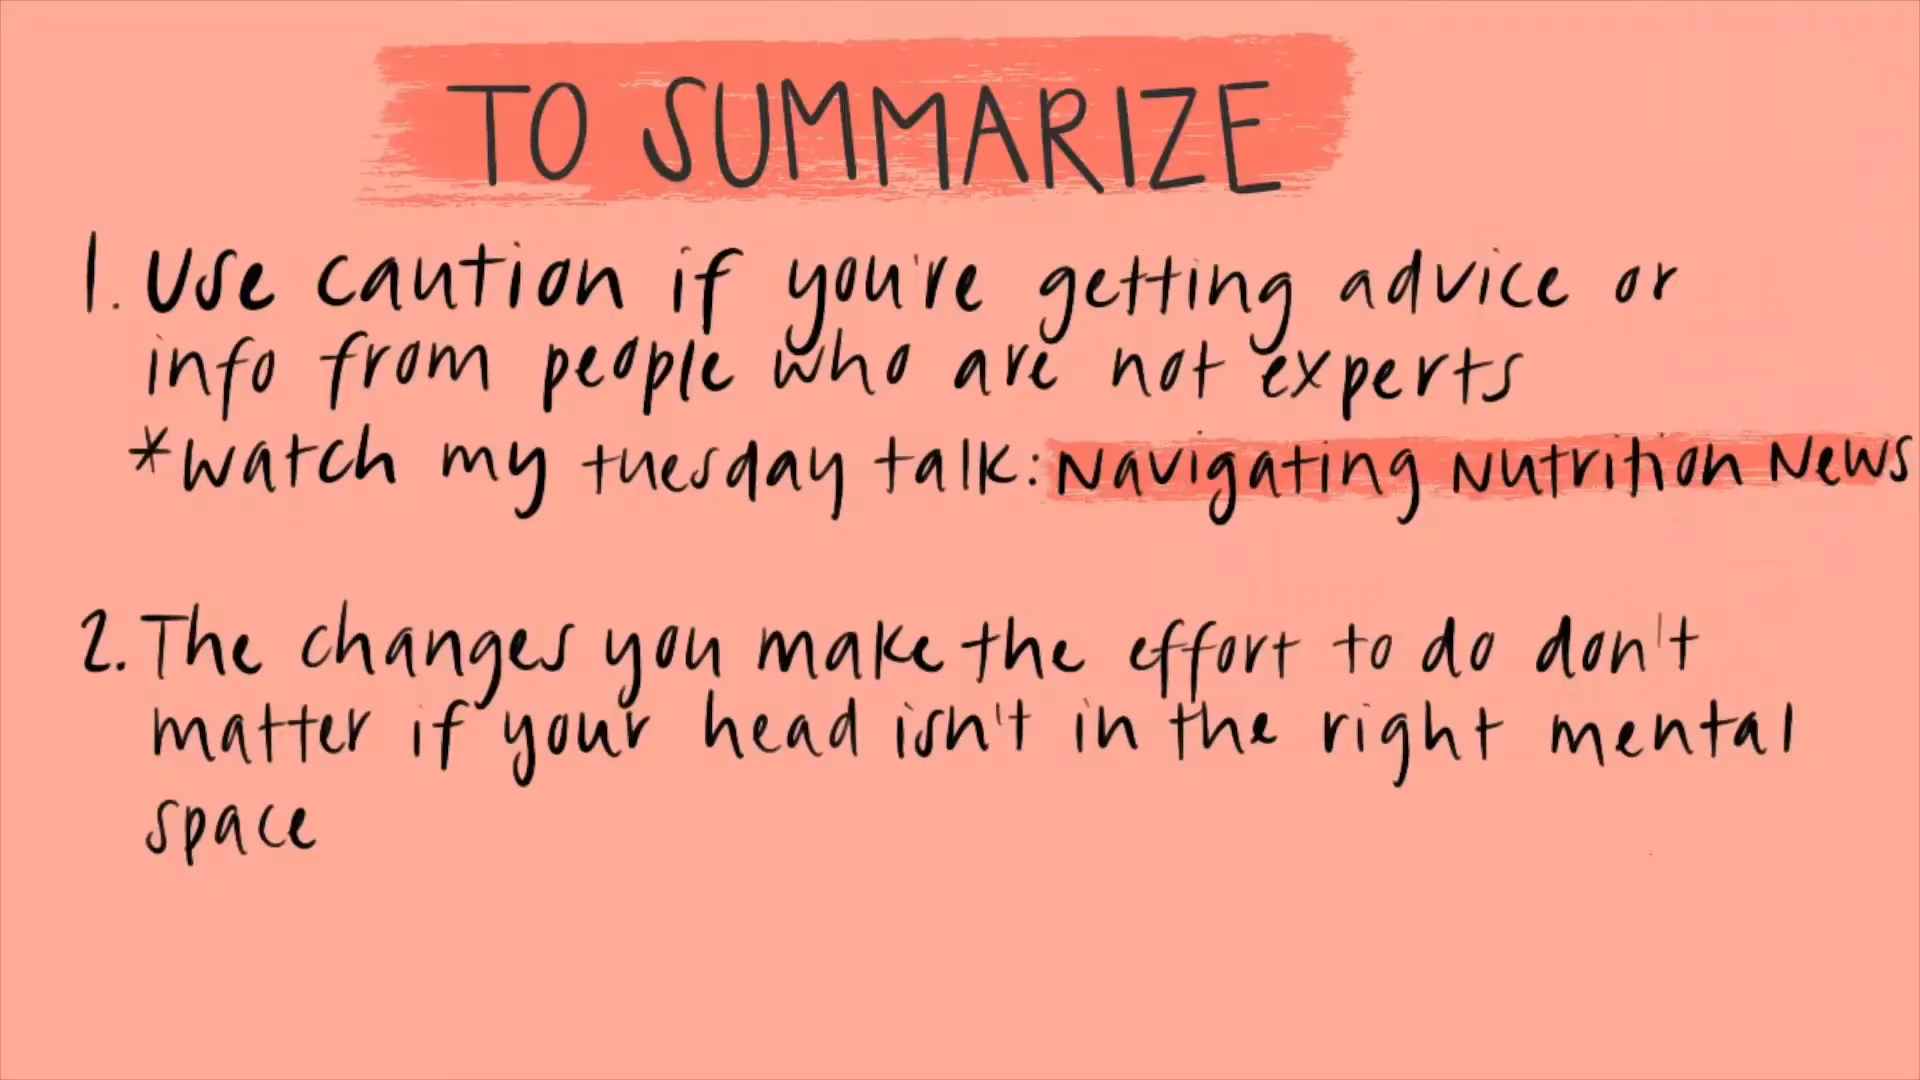 TO SUMMARIZE
1. Use caution if you're getting advice or
info from people who are not experts
*watch my tuesday talk: Navigating Nutrition News
2. The changes you make the effort to do don't
matter if your head isn't in the right mental
space